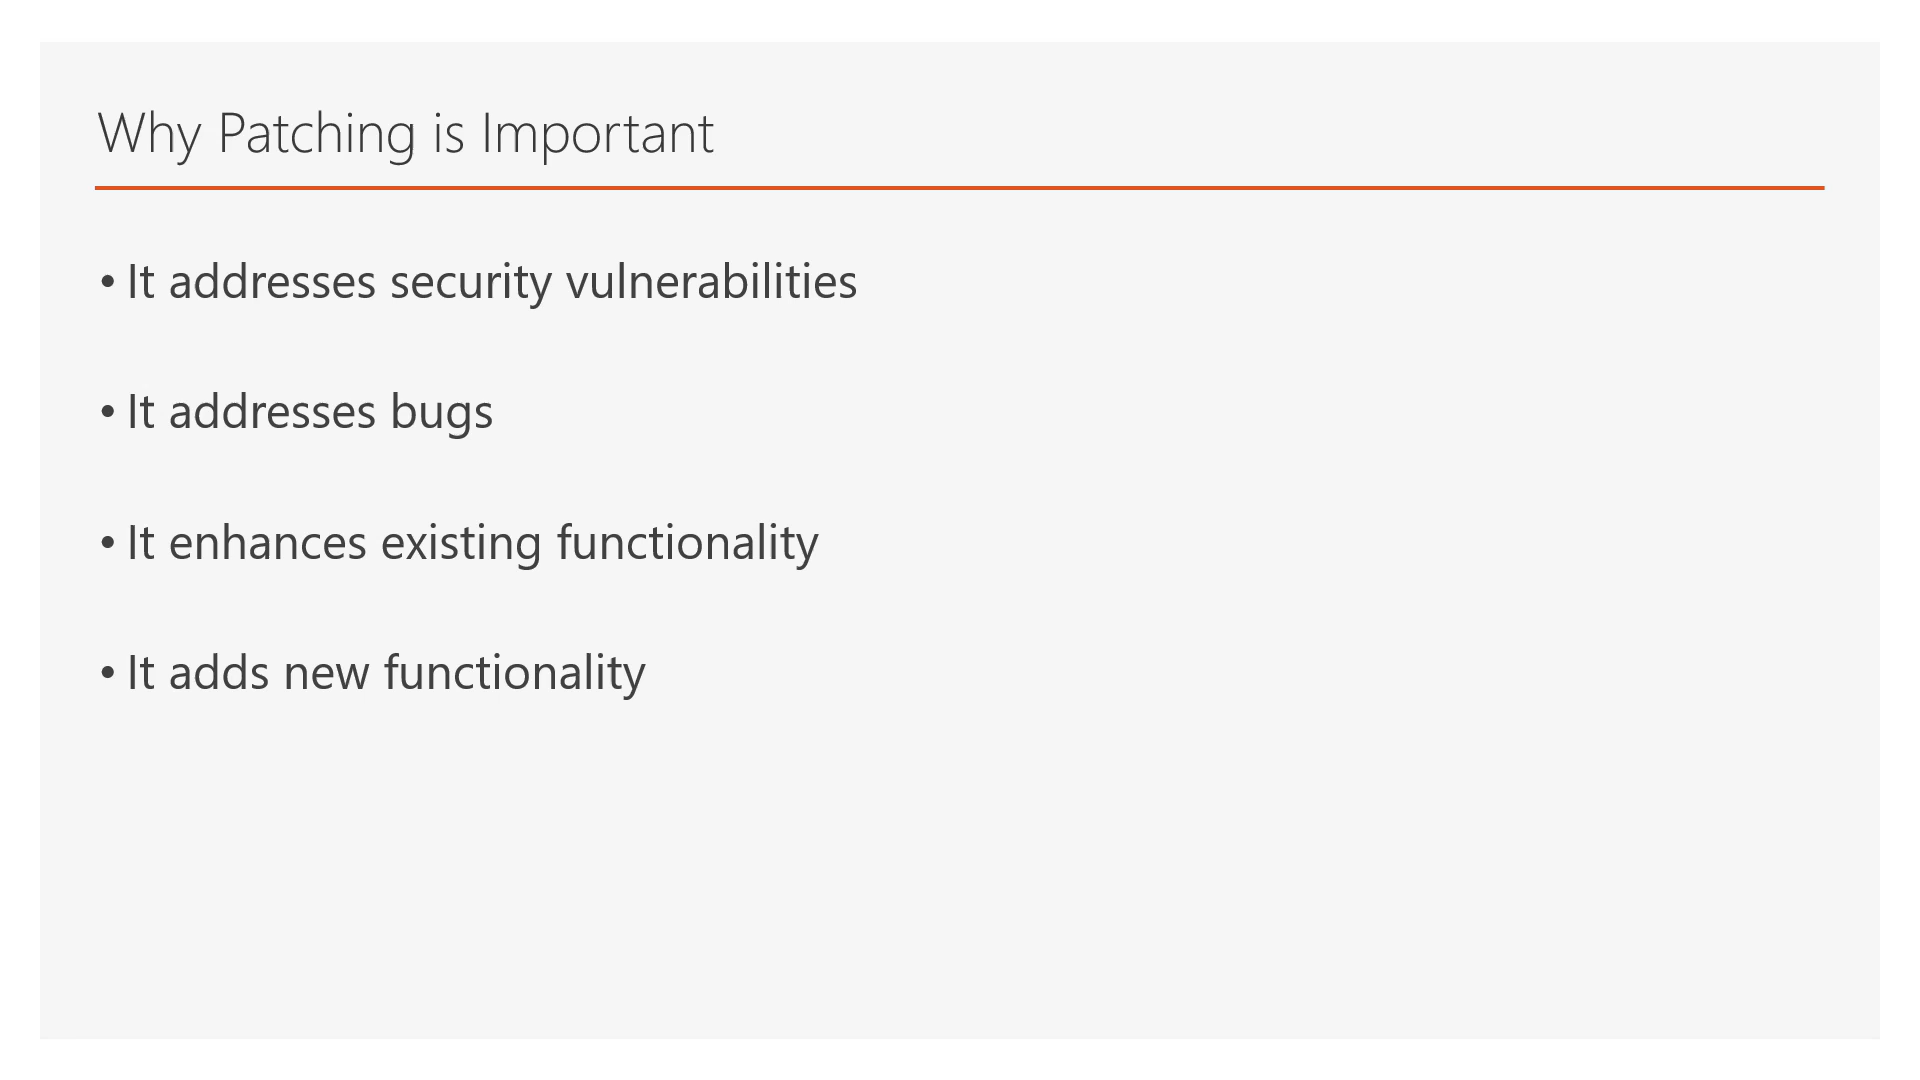 Why Patching is Important
• It addresses security vulnerabilities
• It addresses bugs
• It enhances existing functionality
• It adds new functionality